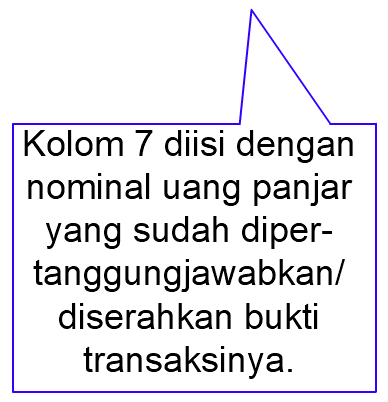 Kolom 7 diisi dengan
nominal uang panjar
yang sudah diper-
tanggungjawabkan/
diserahkan bukti
transaksinya.